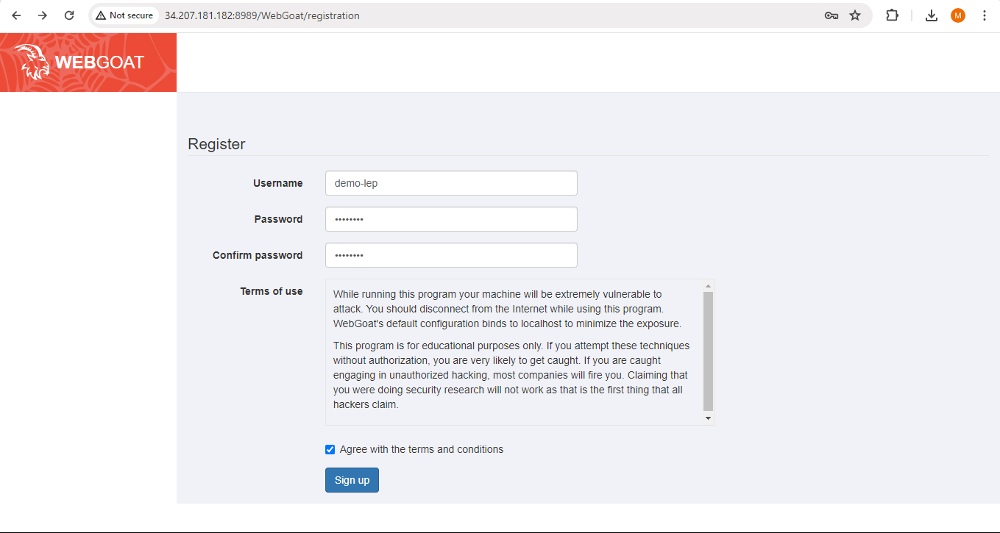 Not secure 34.207.181.182:8989/WebGoat/registration M
WEBGOAT
Register
Username demo-lep
Password ••••••••
Confirm password ••••••••
Terms of use
While running this program your machine will be extremely vulnerable to
attack. You should disconnect from the Internet while using this program.
WebGoat's default configuration binds to localhost to minimize the exposure.
This program is for educational purposes only. If you attempt these techniques
without authorization, you are very likely to get caught. If you are caught
engaging in unauthorized hacking, most companies will fire you. Claiming that
you were doing security research will not work as that is the first thing that all
hackers claim.
Agree with the terms and conditions
Sign up